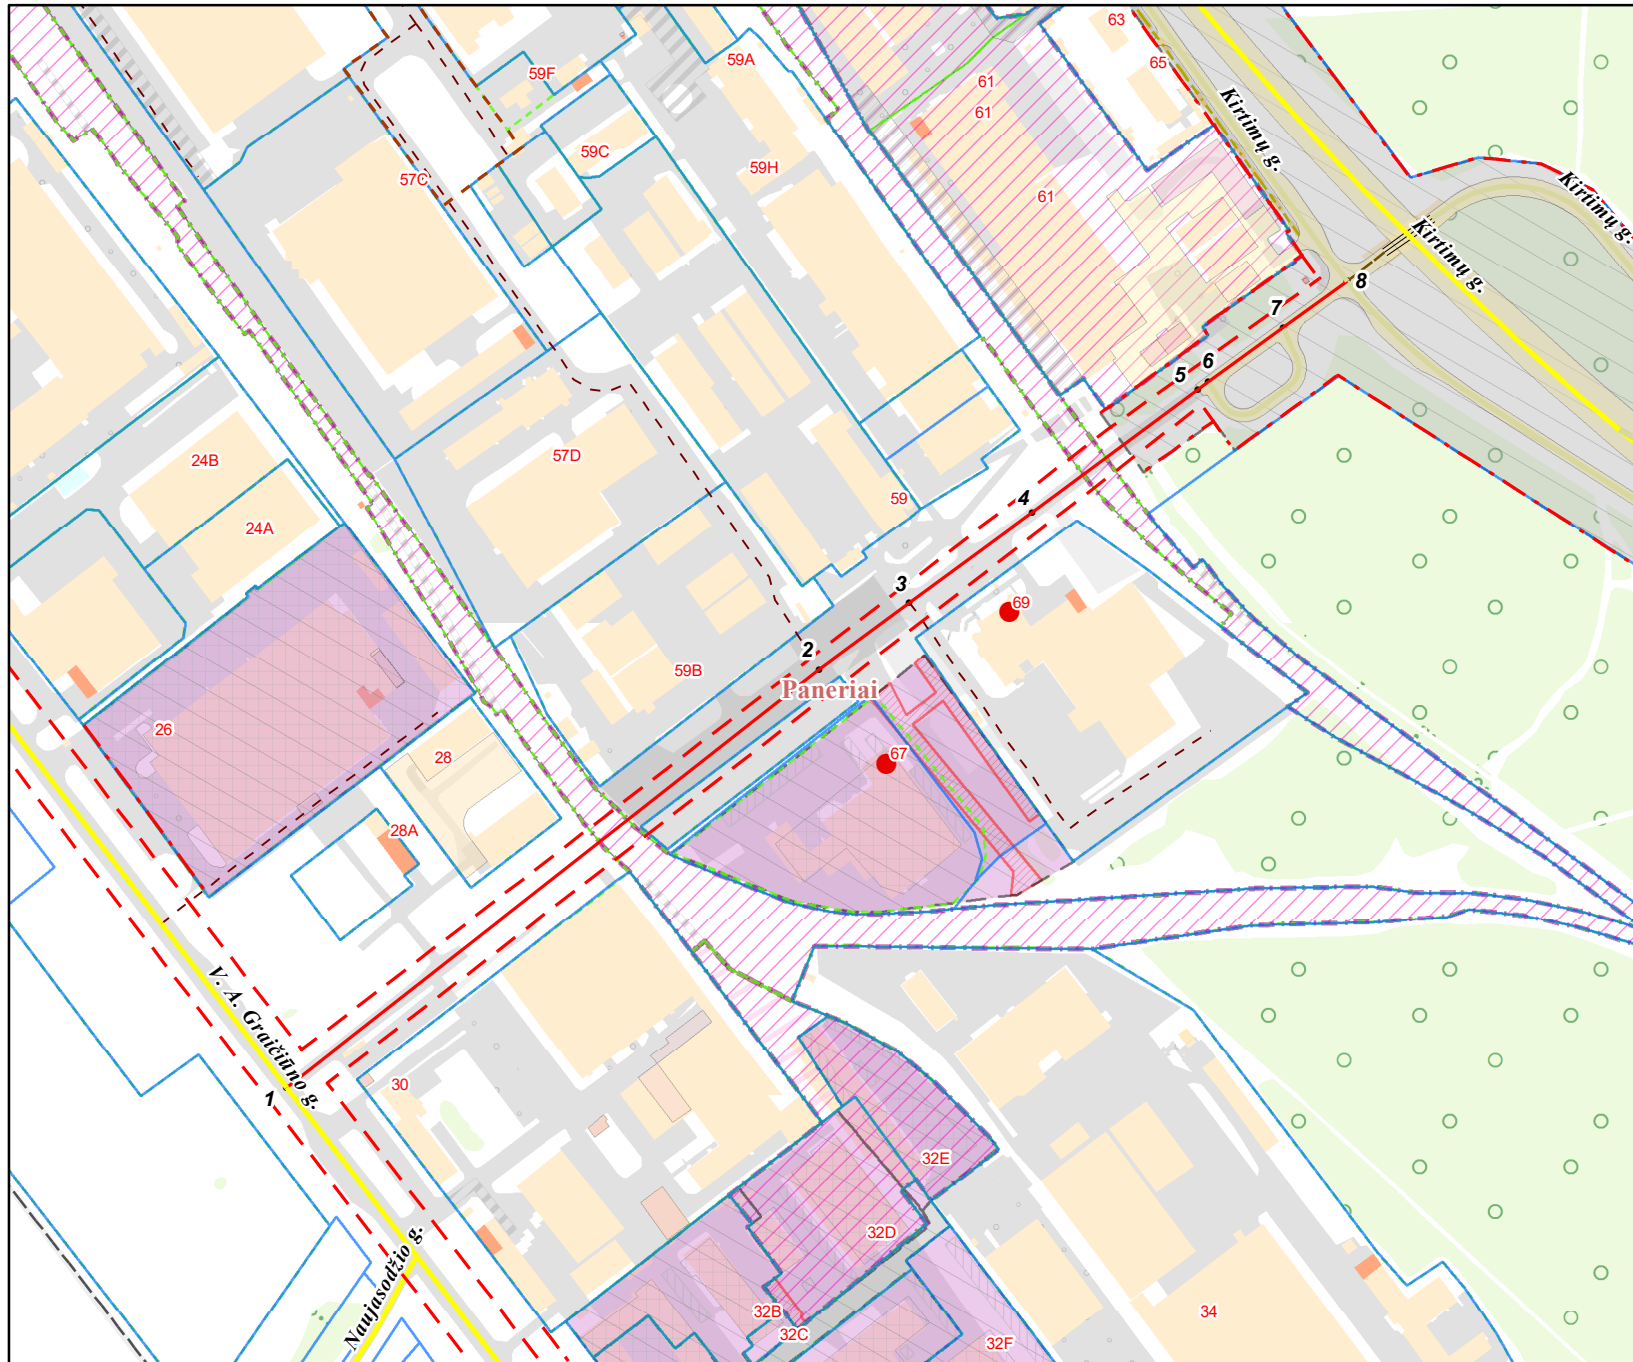 63
65
59A
59F
61
61
Kirtimų g.
59C
59H
57C
61
Kirtimų g.
Kirtimų g.
8
7
6
5
24B
57D
24A
59
4
3
69
2
59B
Paneriai
26
28
67
28A
V. A. Graičiūno g.
30
1
32E
32D
Naujasodžio g.
32B
32C
32F
34